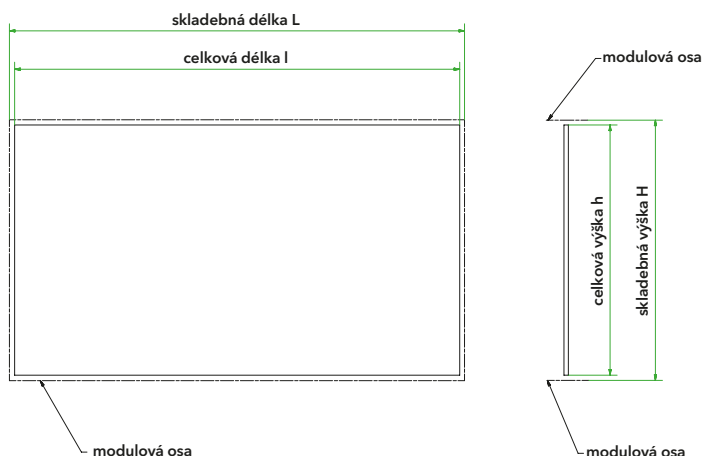 skladebná délka L
celková délka l
modulová osa
celková výška h
skladebná výška H
modulová osa
modulová osa